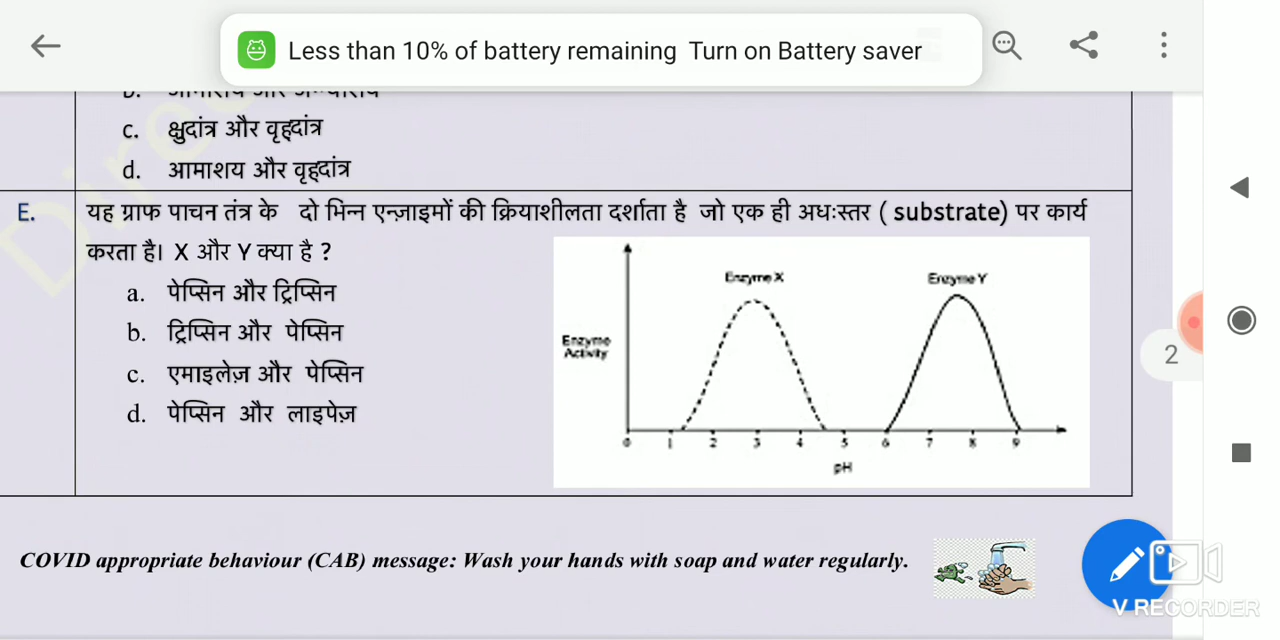 Less than 10% of battery remaining Turn on Battery saver
c. क्षुदांत्र और वृहदांत्र
d. आमाशय और वृहदांत्र
E. यह ग्राफ पाचन तंत्र के दो भिन्न एन्ज़ाइमों की क्रियाशीलता दर्शाता है जो एक ही अधःस्तर ( substrate) पर कार्य
करता है। X और Y क्या है ?
a. पेप्सिन और ट्रिप्सिन
b. ट्रिप्सिन और पेप्सिन
c. एमाइलेज़ और पेप्सिन
d. पेप्सिन और लाइपेज़
Enzyme X Enzyme Y
Enzyme
Activity
0 1 2 3 4 5 6 7 8 9
pH
2
COVID appropriate behaviour (CAB) message: Wash your hands with soap and water regularly.
V RECORDER